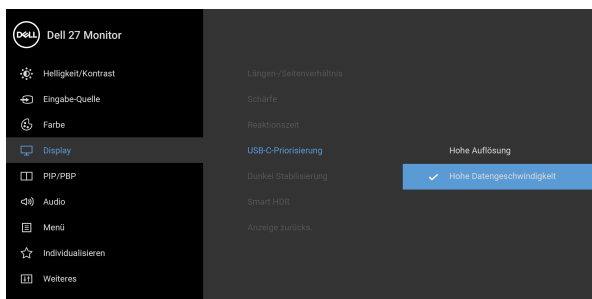 DELL
Dell 27 Monitor
Helligkeit/Kontrast
Eingabe-Quelle
Farbe
Display
PIP/PBP
Audio
Menü
Individualisieren
Weiteres
Längen-/Seitenverhältnis
Schärfe
Reaktionszeit
USB-C-Priorisierung
Dunkel Stabilisierung
Smart HDR
Anzeige zurücks.
Hohe Auflösung
Hohe Datengeschwindigkeit